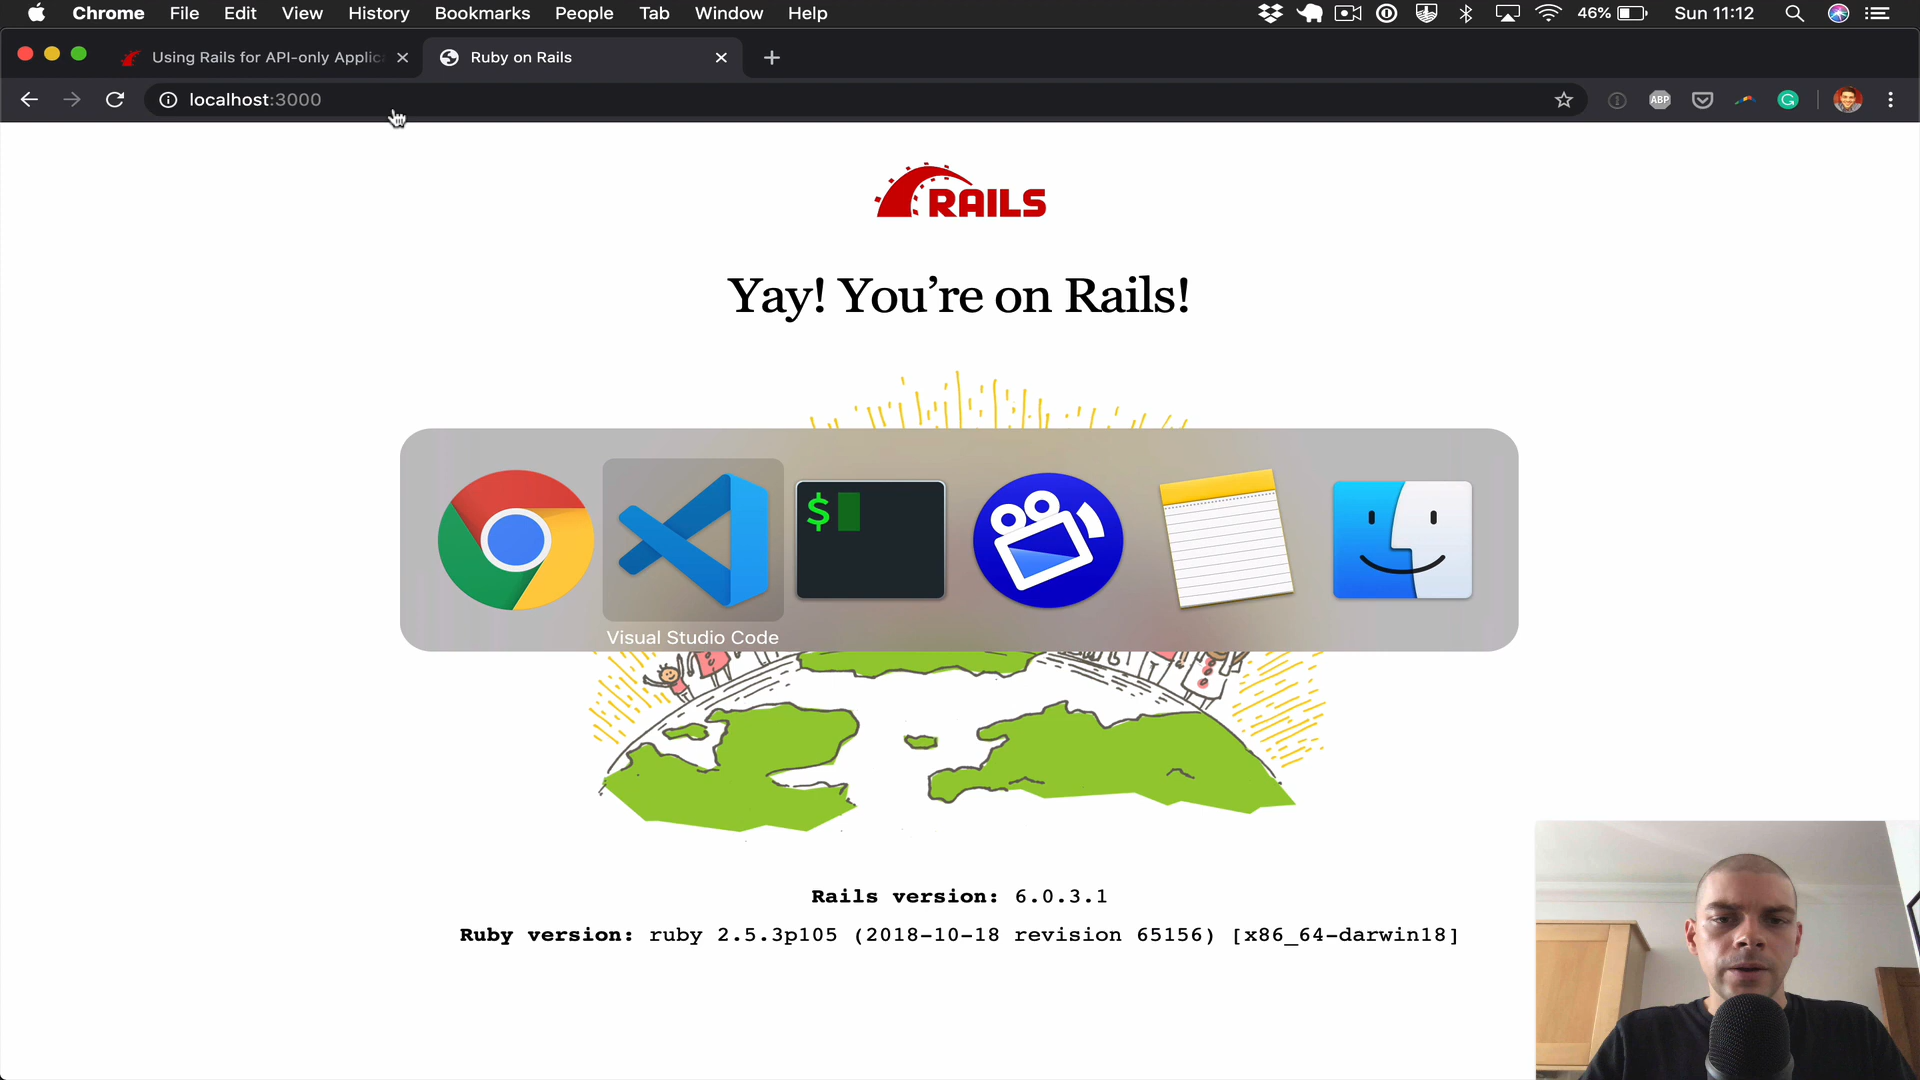 Chrome File Edit View History Bookmarks People Tab Window Help 46% Sun 11:12
Using Rails for API-only Applic
Ruby on Rails
localhost:3000
ABP
RAILS
Yay! You’re on Rails!
$
Visual Studio Code
Rails version: 6.0.3.1
Ruby version: ruby 2.5.3p105 (2018-10-18 revision 65156) [x86_64-darwin18]